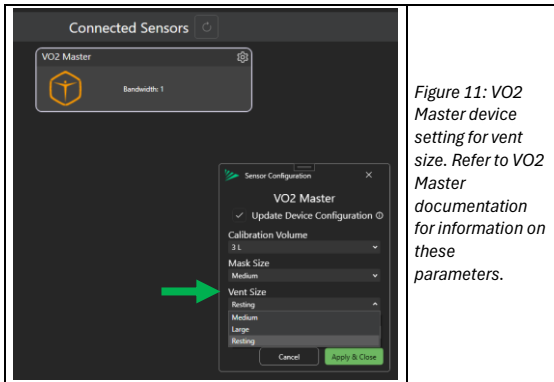 Connected Sensors
VO2 Master
Bandwidth: 1
Sensor Configuration
VO2 Master
Update Device Configuration
Calibration Volume
3 L
Mask Size
Medium
Vent Size
Resting
Medium
Large
Resting
Cancel Apply & Close
Figure 11: VO2
Master device
setting for vent
size. Refer to VO2
Master
documentation
for information on
these
parameters.